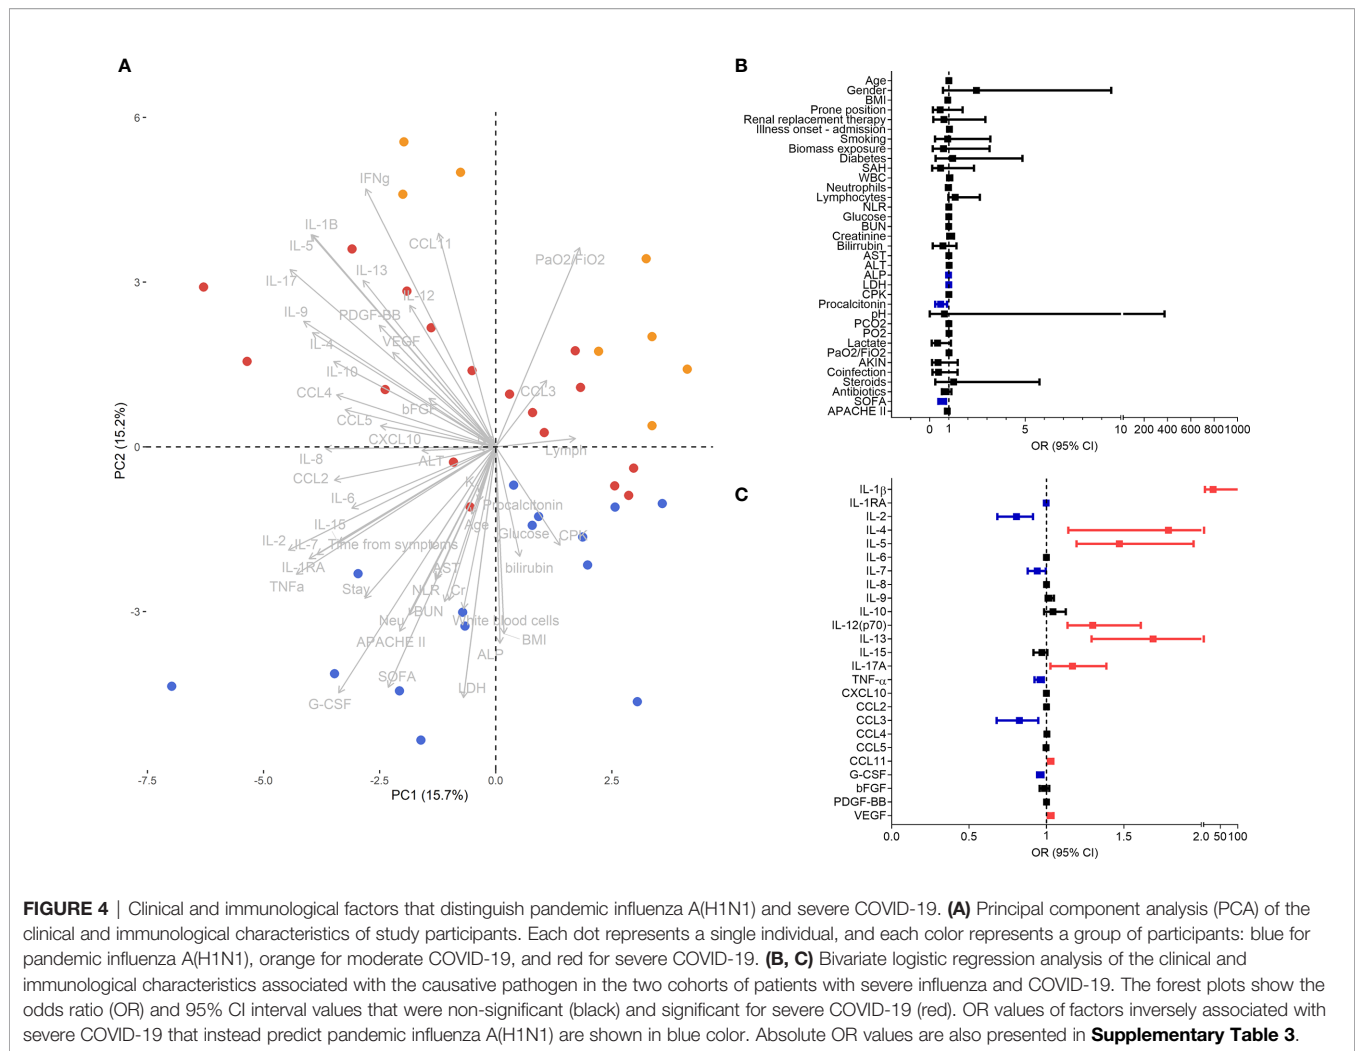 A
6
3
0
-3
-7.5
-5.0
-2.5
0.0
2.5
PC1 (15.7%)
PC2 (15.2%)
IFNg
IL-1B
IL-5
CCL11
PaO2/FiO2
IL-13
IL-17
IL-12
IL-9
PDGF-BB
VEGF
IL-4
IL-10
CCL4
CCL3
bFGF
CCL5
CXCL10
Lymph
IL-8
ALT
CCL2
K
IL-6
Procalcitonin
IL-15
Age
Glucose
CPK
IL-2
IL-7
Time from symptoms
IL-1RA
AST
bilirubin
TNFa
Stay
NLR
Cr
BUN
Neu
White blood cells
APACHE II
BMI
ALP
SOFA
LDH
G-CSF
B
Age
Gender
BMI
Prone position
Renal replacement therapy
Illness onset - admission
Smoking
Biomass exposure
Diabetes
SAH
WBC
Neutrophils
Lymphocytes
NLR
Glucose
BUN
Creatinine
Bilirrubin
AST
ALT
ALP
LDH
CPK
Procalcitonin
pH
PCO2
PO2
Lactate
PaO2/FiO2
AKIN
Coinfection
Steroids
Antibiotics
SOFA
APACHE II
0 1 5 10 200 400 600 800 1000
OR (95% CI)
C
IL-1β
IL-1RA
IL-2
IL-4
IL-5
IL-6
IL-7
IL-8
IL-9
IL-10
IL-12(p70)
IL-13
IL-15
IL-17A
TNF-α
CXCL10
CCL2
CCL3
CCL4
CCL5
CCL11
G-CSF
bFGF
PDGF-BB
VEGF
0.0 0.5 1 1.5 2.0 50 100
OR (95% CI)
FIGURE 4 | Clinical and immunological factors that distinguish pandemic influenza A(H1N1) and severe COVID-19. (A) Principal component analysis (PCA) of the
clinical and immunological characteristics of study participants. Each dot represents a single individual, and each color represents a group of participants: blue for
pandemic influenza A(H1N1), orange for moderate COVID-19, and red for severe COVID-19. (B, C) Bivariate logistic regression analysis of the clinical and
immunological characteristics associated with the causative pathogen in the two cohorts of patients with severe influenza and COVID-19. The forest plots show the
odds ratio (OR) and 95% CI interval values that were non-significant (black) and significant for severe COVID-19 (red). OR values of factors inversely associated with
severe COVID-19 that instead predict pandemic influenza A(H1N1) are shown in blue color. Absolute OR values are also presented in Supplementary Table 3.